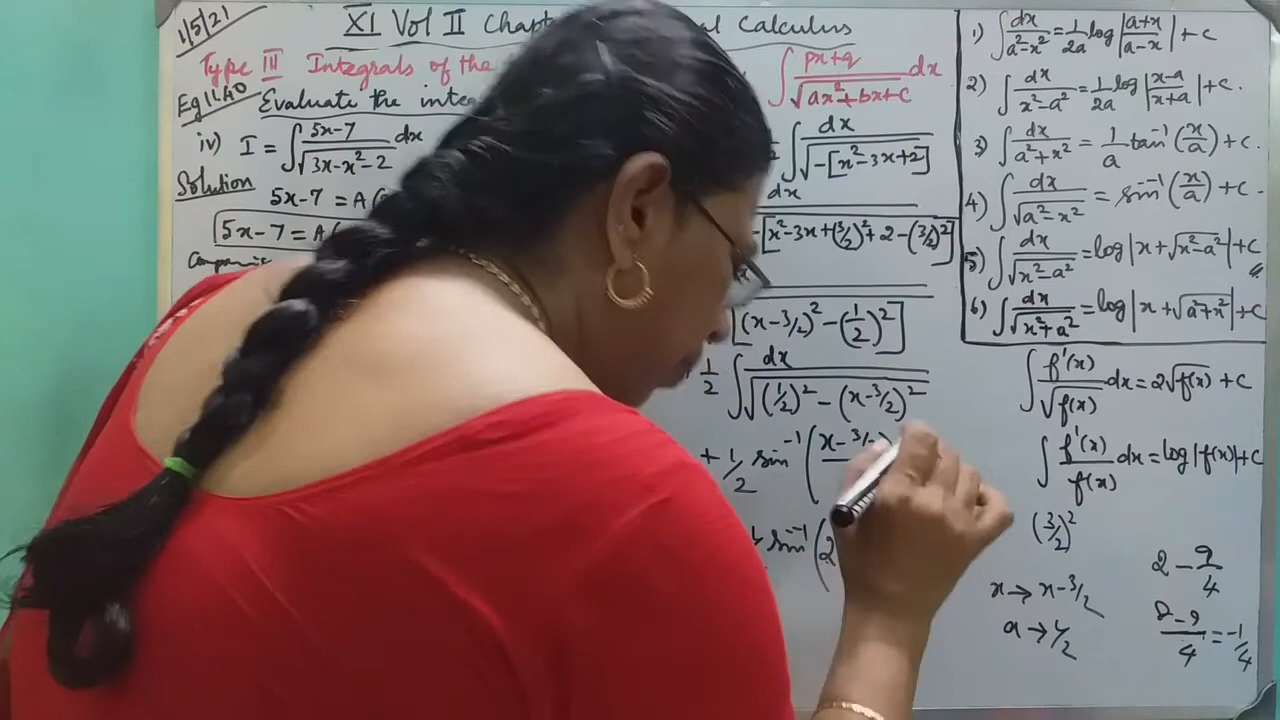 1/5/21
XI Vol II Chapt al Calculus
Type III Integrals of the
∫ px+q / √(ax²+bx+c) dx
Eg 11.40 Evaluate the inte
iv) I = ∫ 5x-7 / √(3x-x²-2) dx
Solution
5x-7 = A(
5x-7 = A(
∫ dx / √(-[x²-3x+2])
dx
-[x²-3x+(3/2)²+2-(3/2)²]
[(x-3/2)²-(1/2)²]
1/2 ∫ dx / √((1/2)²-(x-3/2)²)
+ 1/2 sin⁻¹(x-3/2
sin⁻¹(2
1) ∫ dx/(a²-x²) = 1/2a log|a+x/a-x| + c
2) ∫ dx/(x²-a²) = 1/2a log|x-a/x+a| + c.
3) ∫ dx/(a²+x²) = 1/a tan⁻¹(x/a) + c.
4) ∫ dx/√(a²-x²) = sin⁻¹(x/a) + c.
5) ∫ dx/√(x²-a²) = log|x+√(x²-a²)| + c
6) ∫ dx/√(x²+a²) = log|x+√(a²+x²)| + c
∫ f'(x)/√f(x) dx = 2√f(x) + c
∫ f'(x)/f(x) dx = log|f(x)| + c
(3/2)²
x → x-3/2
a → 1/2
2 - 9/4
8-9/4 = -1/4